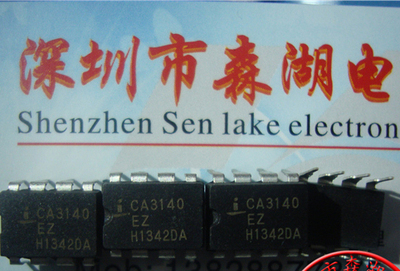 深圳市森湖电
Shenzhen Sen lake electron
CA3140
EZ
H1342DA
CA3140
EZ
H1342DA
CA3140
EZ
H1342DA